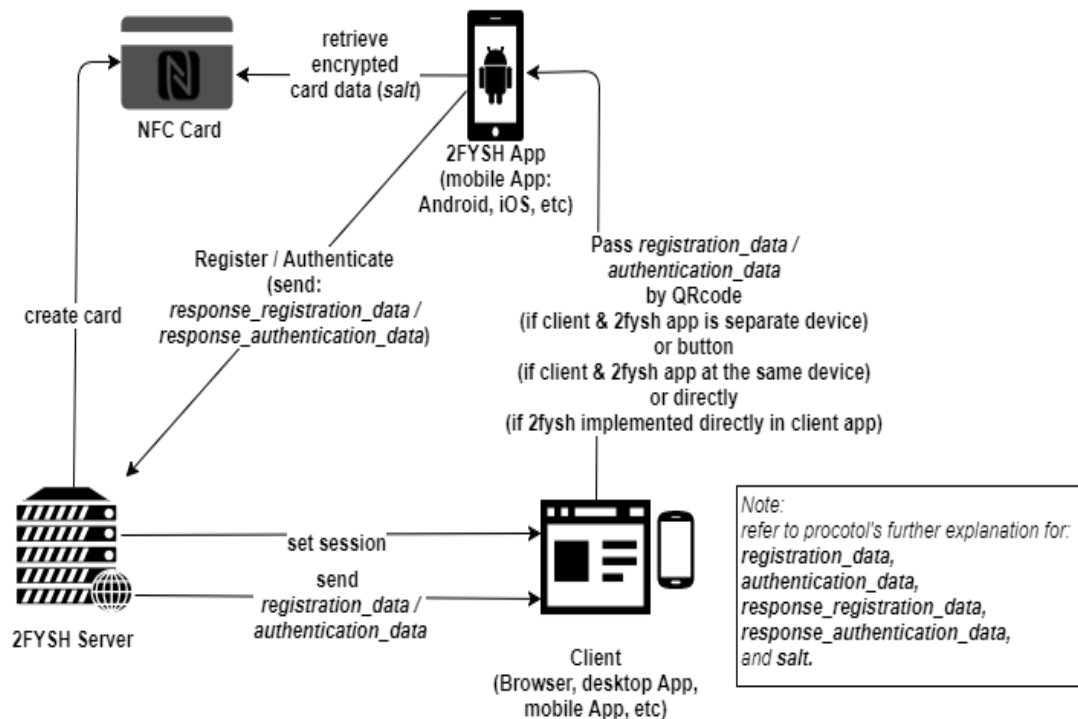 retrieve
encrypted
card data (salt)
NFC Card
2FYSH App
(mobile App:
Android, iOS, etc)
Pass registration_data /
authentication_data
by QRcode
(if client & 2fysh app is separate device)
or button
(if client & 2fysh app at the same device)
or directly
(if 2fysh implemented directly in client app)
Register / Authenticate
(send:
response_registration_data /
response_authentication_data)
create card
set session
send
registration_data /
authentication_data
2FYSH Server
Client
(Browser, desktop App,
mobile App, etc)
Note:
refer to procotol's further explanation for:
registration_data,
authentication_data,
response_registration_data,
response_authentication_data,
and salt.